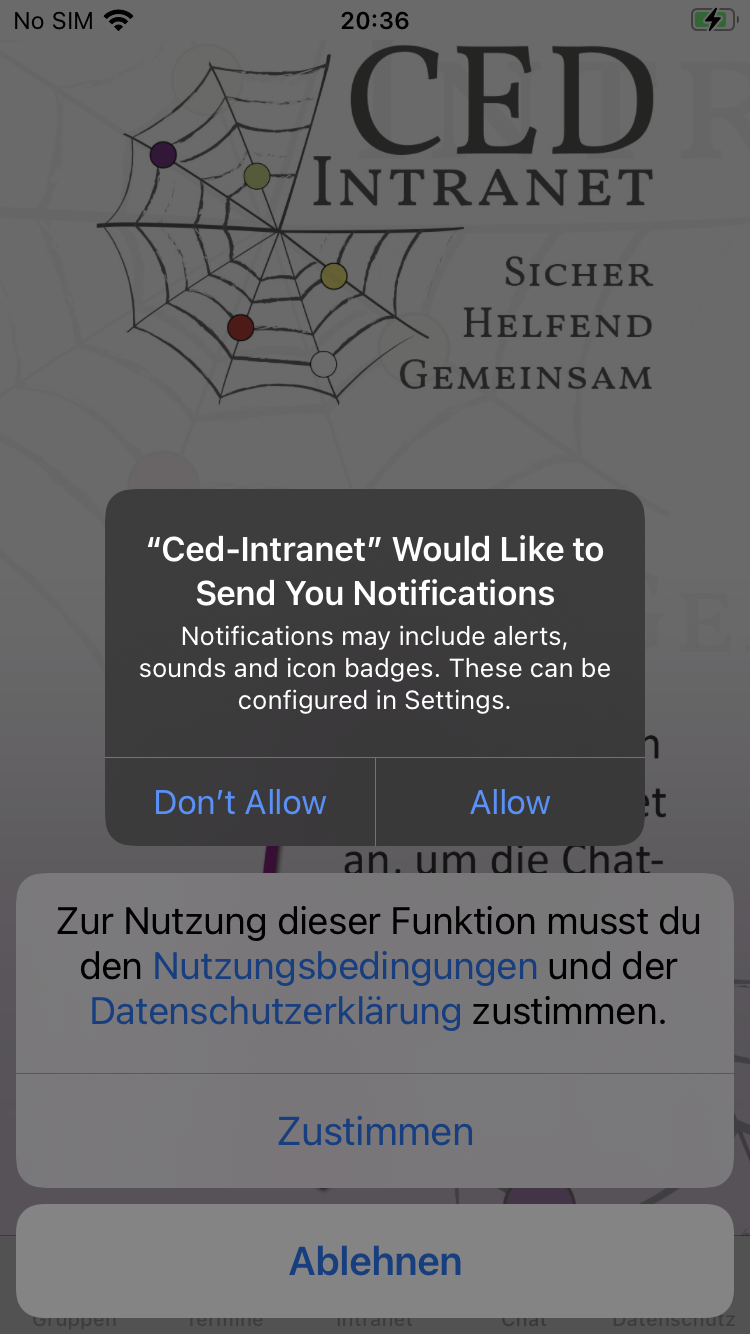 No SIM
20:36
CED
INTRANET
SICHER
HELFEND
GEMEINSAM
“Ced-Intranet” Would Like to
Send You Notifications
Notifications may include alerts,
sounds and icon badges. These can be
configured in Settings.
Don’t Allow
Allow
an, um die Chat-
Zur Nutzung dieser Funktion musst du
den Nutzungsbedingungen und der
Datenschutzerklärung zustimmen.
Zustimmen
Ablehnen
Gruppen
Termine
Intranet
Chat
Datenschutz